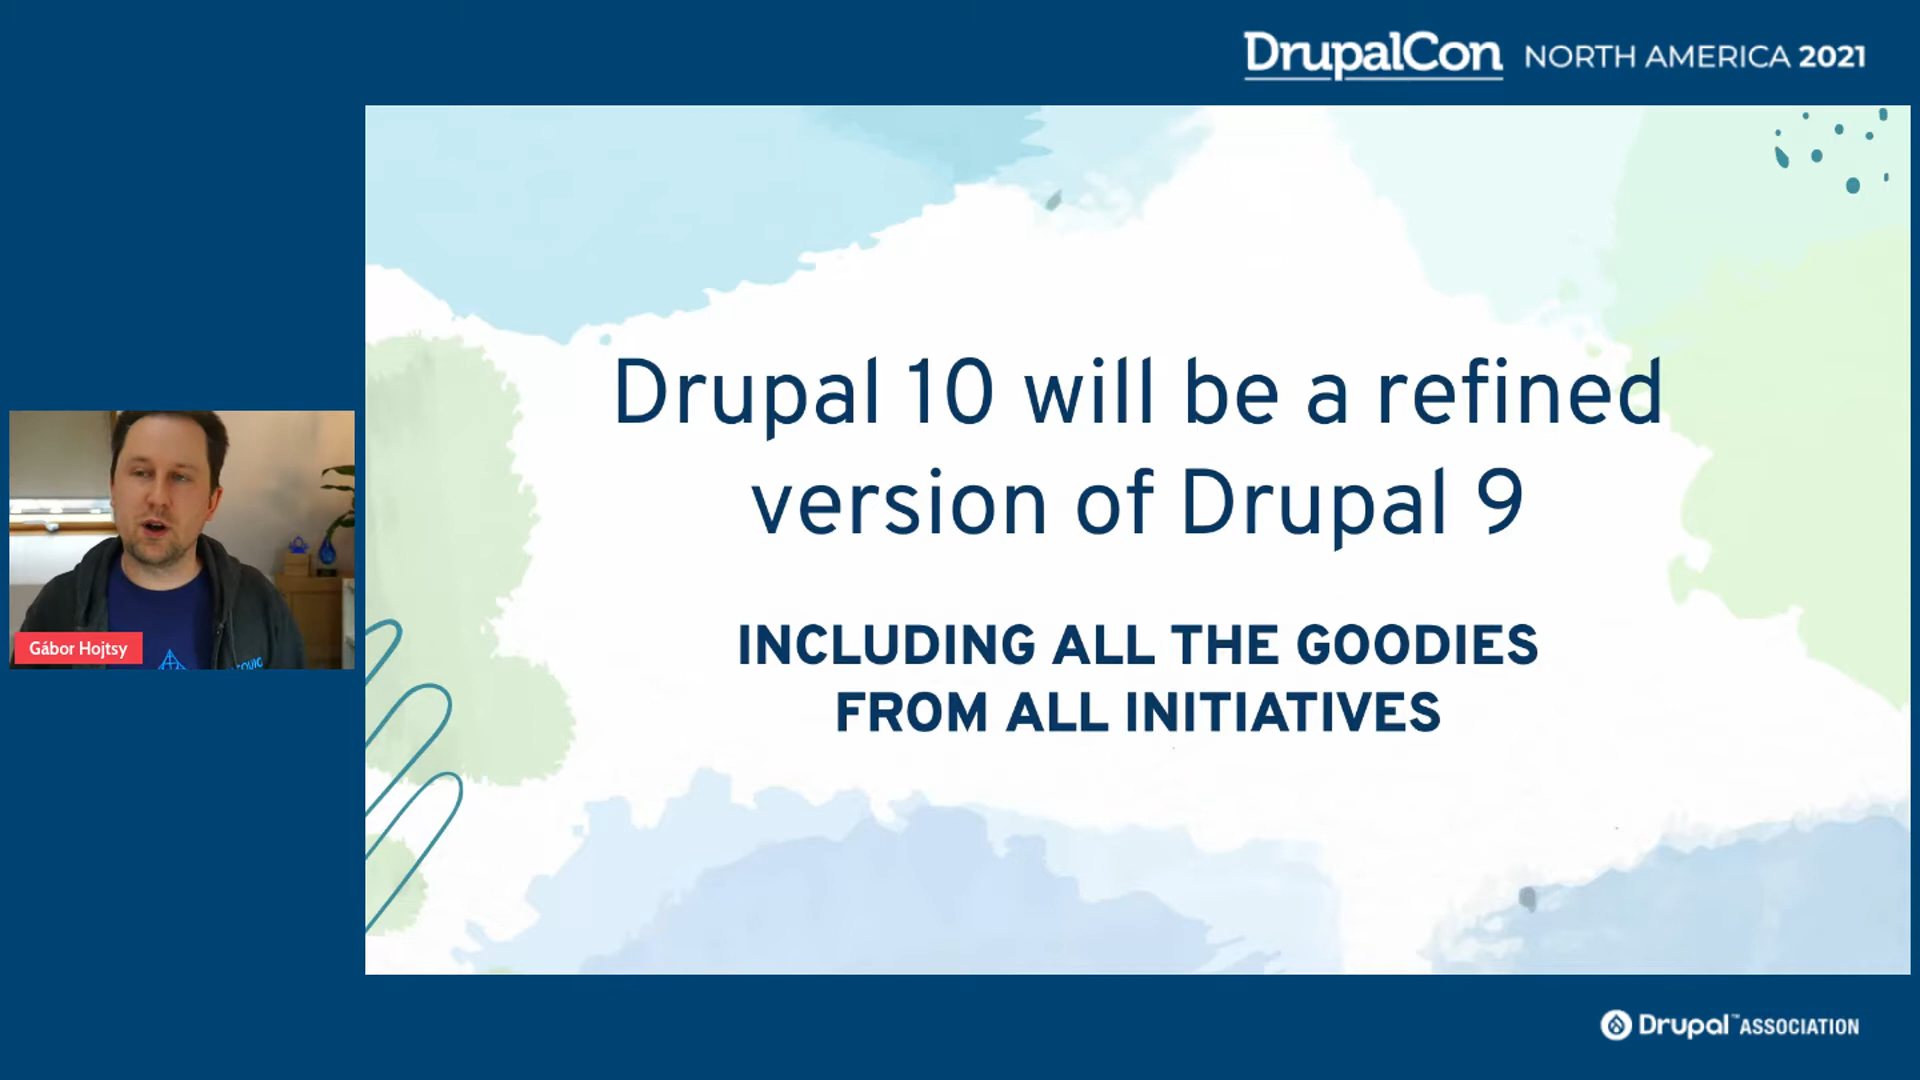 DrupalCon NORTH AMERICA 2021
Drupal 10 will be a refined
version of Drupal 9
INCLUDING ALL THE GOODIES
FROM ALL INITIATIVES
Gábor Hojtsy
Drupal™ ASSOCIATION